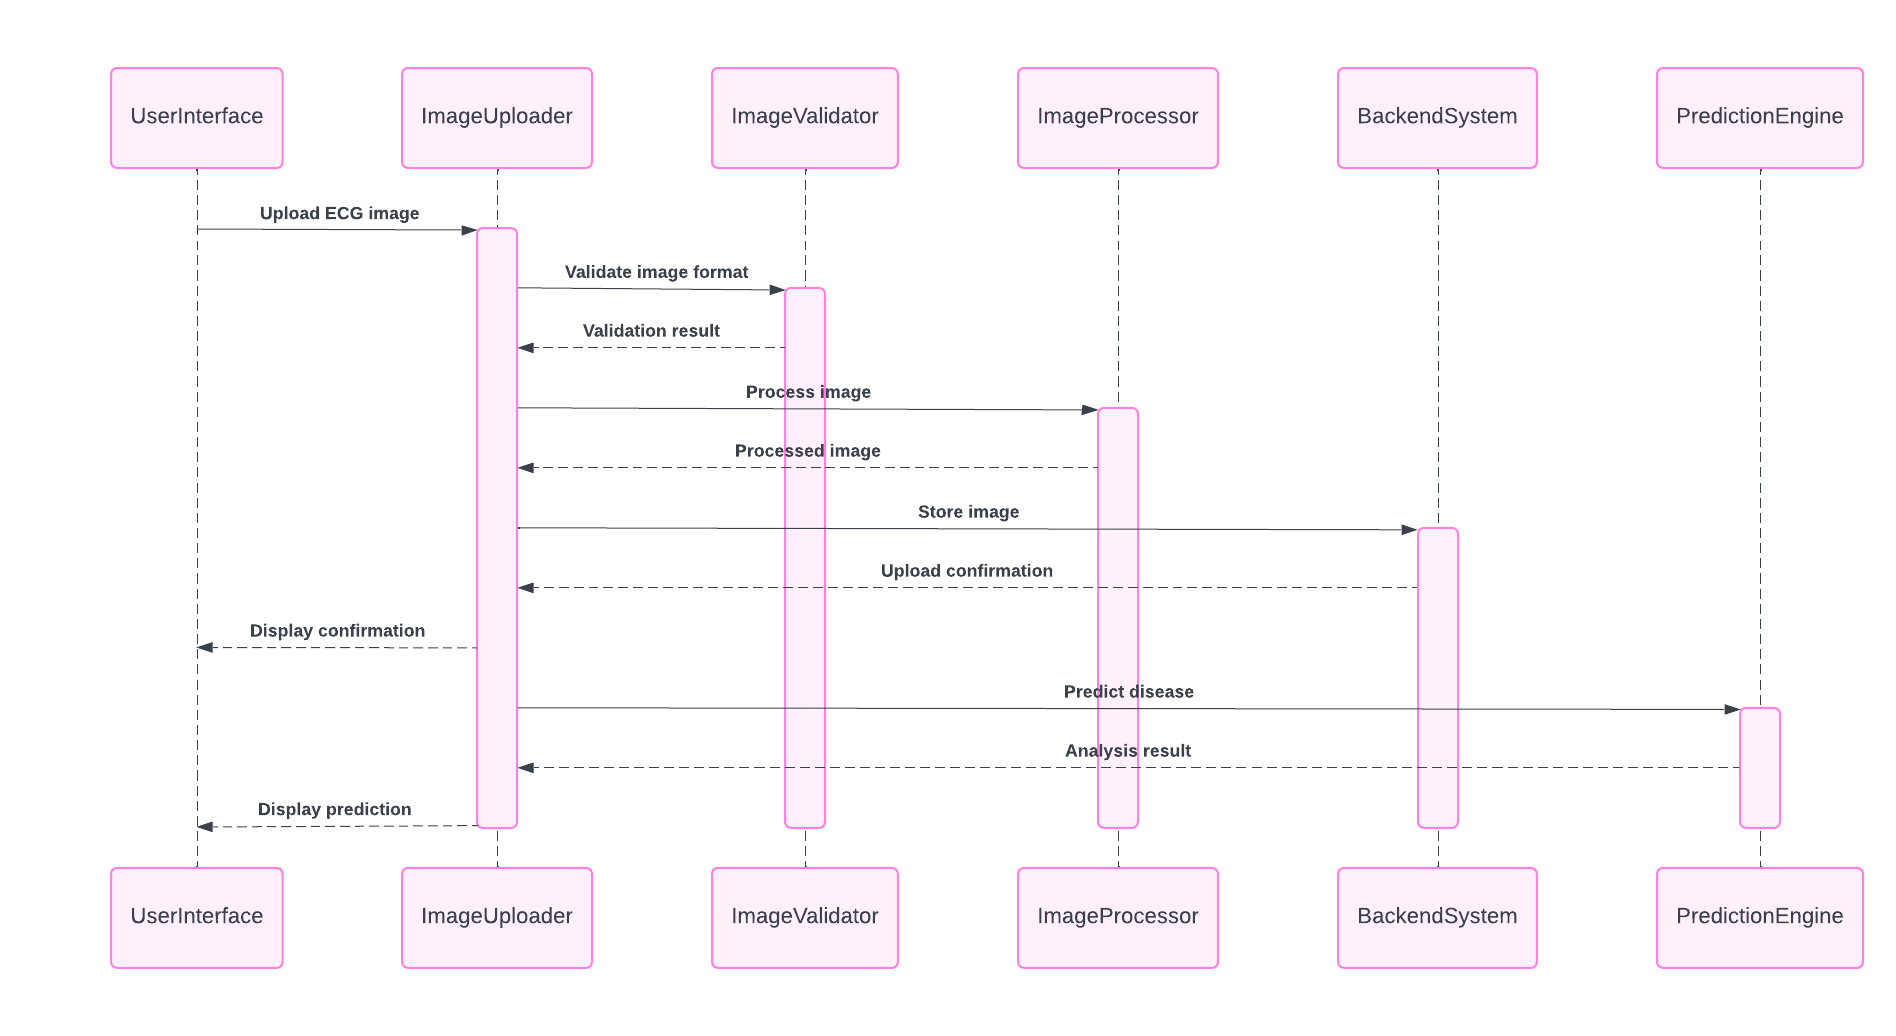 UserInterface
ImageUploader
ImageValidator
ImageProcessor
BackendSystem
PredictionEngine
Upload ECG image
Validate image format
Validation result
Process image
Processed image
Store image
Upload confirmation
Display confirmation
Predict disease
Analysis result
Display prediction
UserInterface
ImageUploader
ImageValidator
ImageProcessor
BackendSystem
PredictionEngine